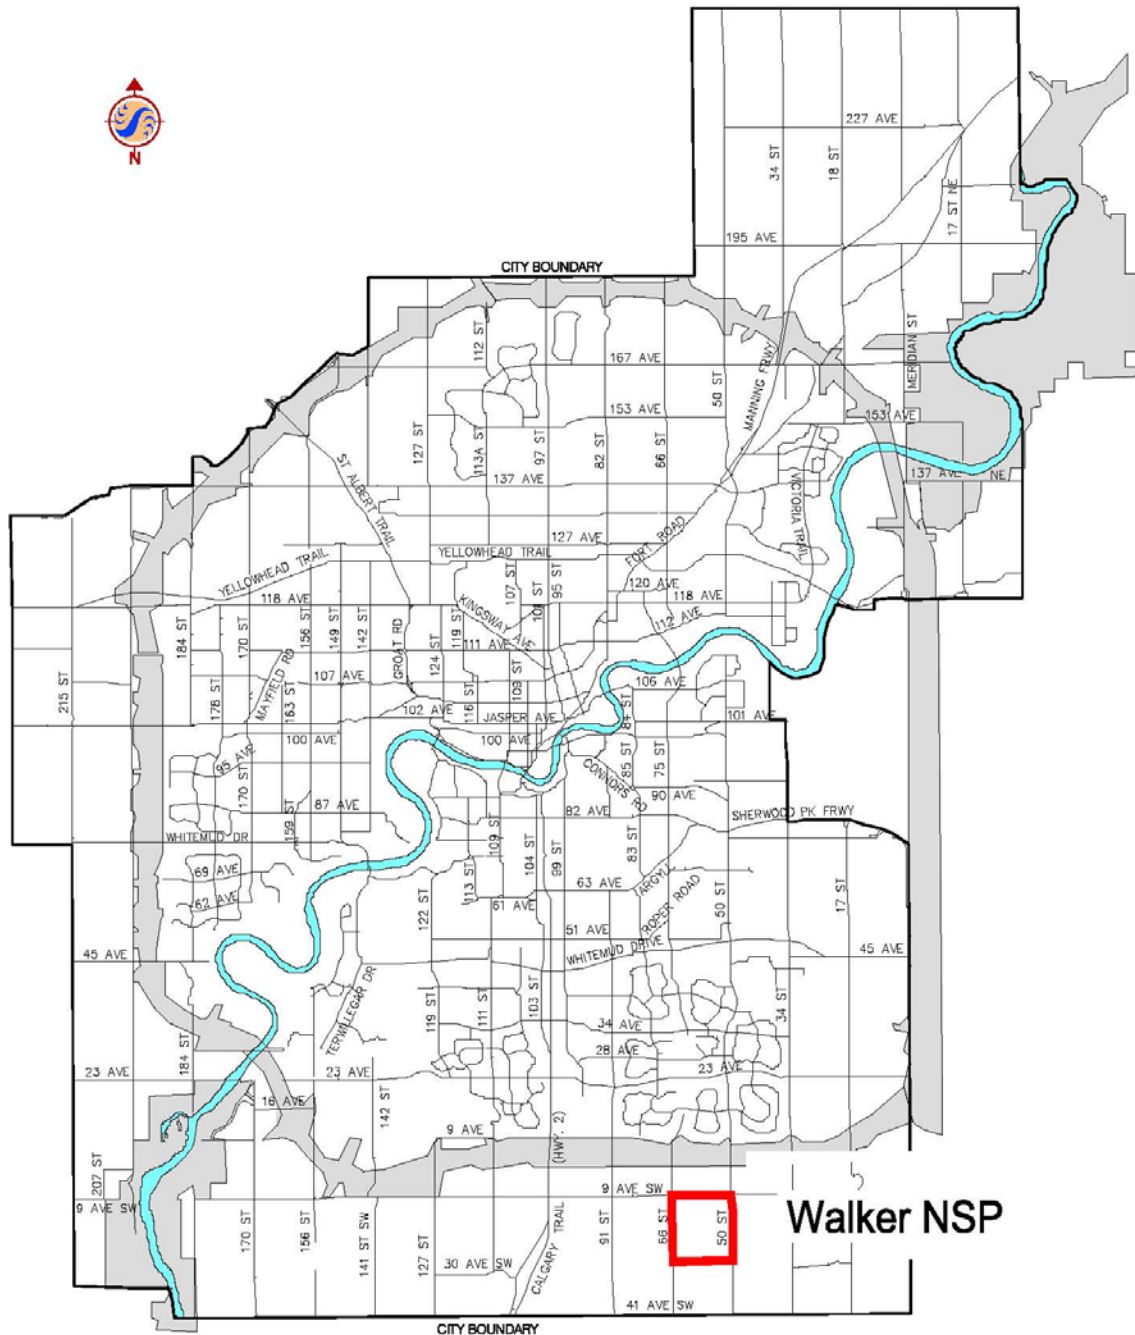 N
CITY BOUNDARY
227 AVE
34 ST
18 ST
17 ST NE
195 AVE
MERIDIAN ST
112 ST
167 AVE
50 ST
MANNING FRWY
153 AVE
153 AVE
127 ST
113A ST
97 ST
82 ST
66 ST
ST ALBERT TRAIL
137 AVE
VICTORIA TRAIL
137 AVE NE
127 AVE
YELLOWHEAD TRAIL
YELLOWHEAD TRAIL
FORT ROAD
107 ST
95 ST
120 AVE
118 AVE
118 AVE
KINGSWAY AVE
112 AVE
184 ST
170 ST
156 ST
149 ST
142 ST
GROAT RD
124 ST
119 ST
111 AVE
215 ST
178 ST
MAYFIELD RD
163 ST
107 AVE
102 AVE
116 ST
109 ST
JASPER AVE
106 AVE
101 AVE
100 AVE
100 AVE
95 AVE
170 ST
85 ST
75 ST
CONNORS RD
90 AVE
87 AVE
159 ST
WHITEMUD DR
109 ST
82 AVE
SHERWOOD PK FRWY
104 ST
99 ST
83 ST
69 AVE
62 AVE
113 ST
122 ST
63 AVE
61 AVE
ARGYLL
ROPER ROAD
50 ST
17 ST
51 AVE
WHITEMUD DRIVE
45 AVE
45 AVE
TERWILLEGAR DR
119 ST
111 ST
103 ST
34 AVE
34 ST
28 AVE
184 ST
23 AVE
23 AVE
23 AVE
16 AVE
142 ST
9 AVE
(HWY. 2)
207 ST
9 AVE SW
9 AVE SW
170 ST
156 ST
141 ST SW
127 ST
30 AVE SW
CALGARY TRAIL
91 ST
66 ST
50 ST
Walker NSP
41 AVE SW
CITY BOUNDARY